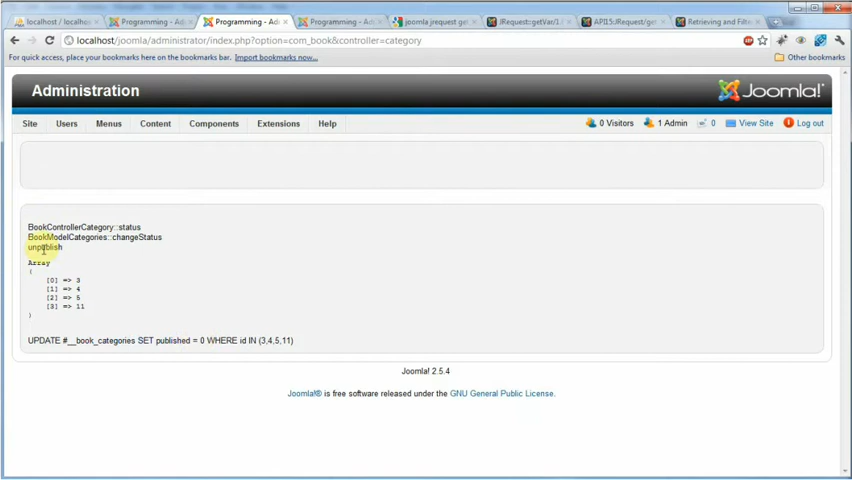 localhost / localhos
Programming - Ad
Programming - Adm
Programming - Ad
joomla jrequest get
JRequest::getVar/1.
API15:JRequest/get
Retrieving and Filte
localhost/joomla/administrator/index.php?option=com_book&controller=category
For quick access, place your bookmarks here on the bookmarks bar. Import bookmarks now...
Other bookmarks
Administration
Joomla!
Site Users Menus Content Components Extensions Help
0 Visitors 1 Admin 0 View Site Log out
BookControllerCategory::status
BookModelCategories::changeStatus
unpublish
Array
(
[0] => 3
[1] => 4
[2] => 5
[3] => 11
)
UPDATE #__book_categories SET published = 0 WHERE id IN (3,4,5,11)
Joomla! 2.5.4
Joomla!® is free software released under the GNU General Public License.